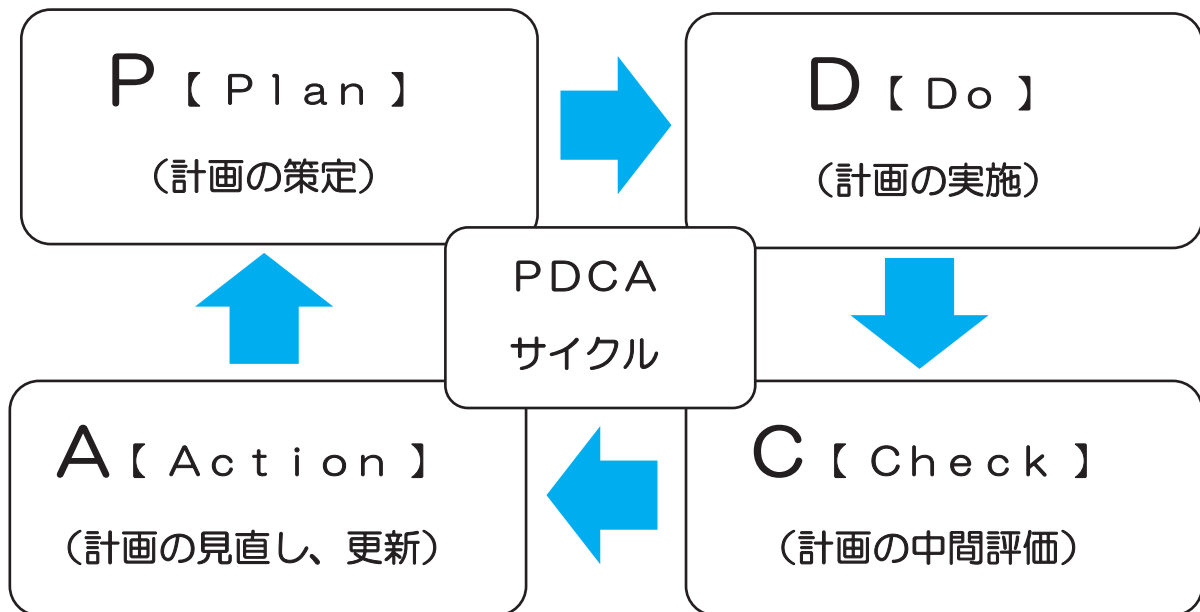 P【Plan】
（計画の策定）
D【Do】
（計画の実施）
PDCA
サイクル
A【Action】
（計画の見直し、更新）
C【Check】
（計画の中間評価）